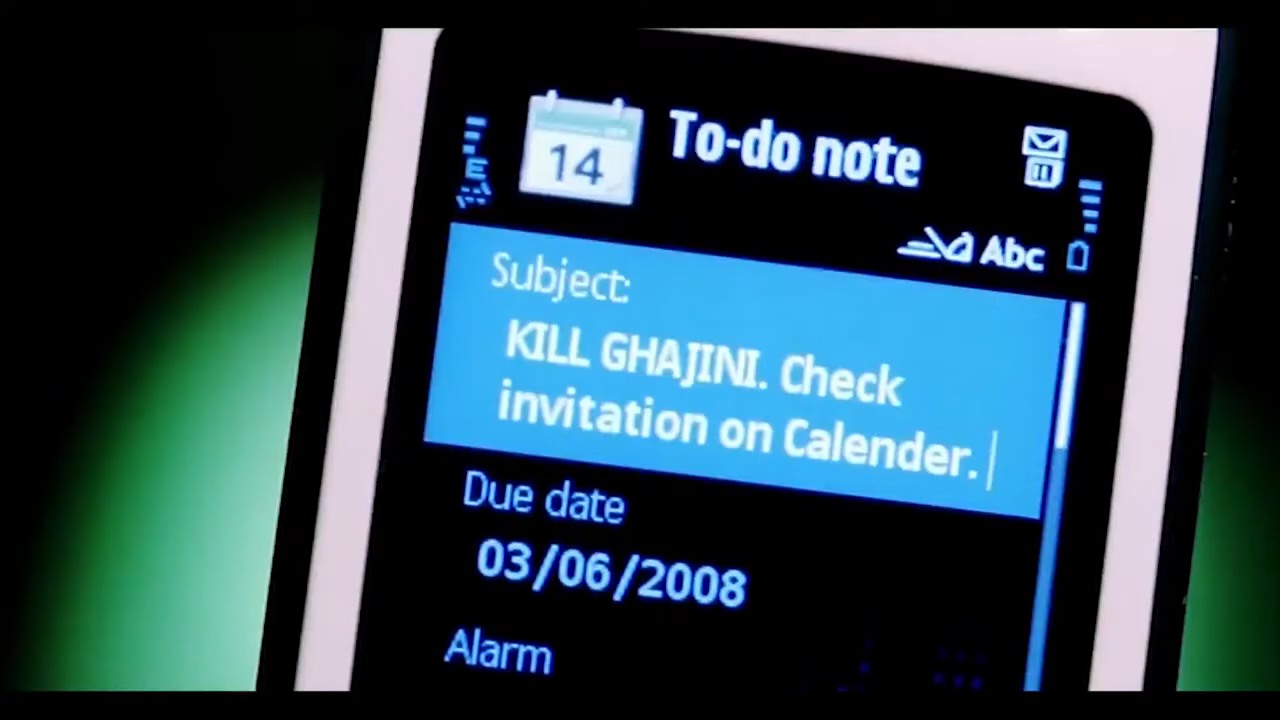 14
To-do note
Abc
Subject:
KILL GHAJINI. Check
invitation on Calender.
Due date
03/06/2008
Alarm